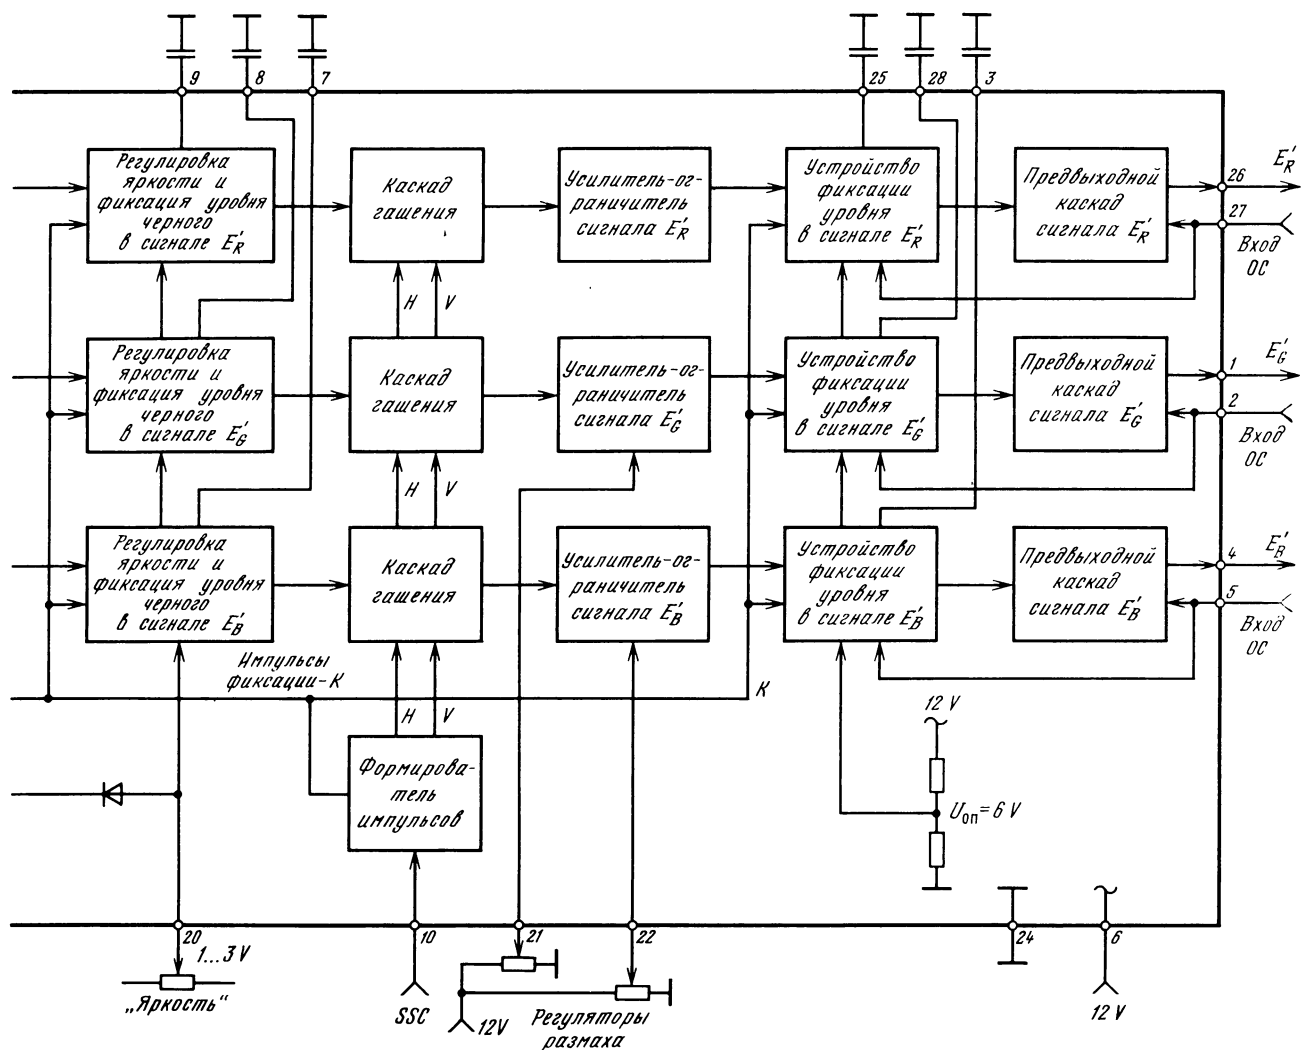 9
8
7
25
28
3
Регулировка
яркости и
фиксация уровня
черного
в сигнале E'R
Каскад
гашения
Усилитель-ог-
раничитель
сигнала E'R
Устройство
фиксации
уровня
в сигнале E'R
Предвыходной
каскад
сигнала E'R
26
E'R
27
Вход
ОС
H
V
Регулировка
яркости и
фиксация уровня
черного
в сигнале E'G
Каскад
гашения
Усилитель-ог-
раничитель
сигнала E'G
Устройство
фиксации
уровня
в сигнале E'G
Предвыходной
каскад
сигнала E'G
1
E'G
2
Вход
ОС
H
V
Регулировка
яркости и
фиксация уровня
черного
в сигнале E'B
Каскад
гашения
Усилитель-ог-
раничитель
сигнала E'B
Устройство
фиксации
уровня
в сигнале E'B
Предвыходной
каскад
сигнала E'B
4
E'B
5
Вход
ОС
Импульсы
фиксации-К
К
H
V
12 V
Формирова-
тель
импульсов
Uоп=6 V
20
1...3 V
10
21
22
24
6
„Яркость“
SSC
12V
Регуляторы
размаха
12 V